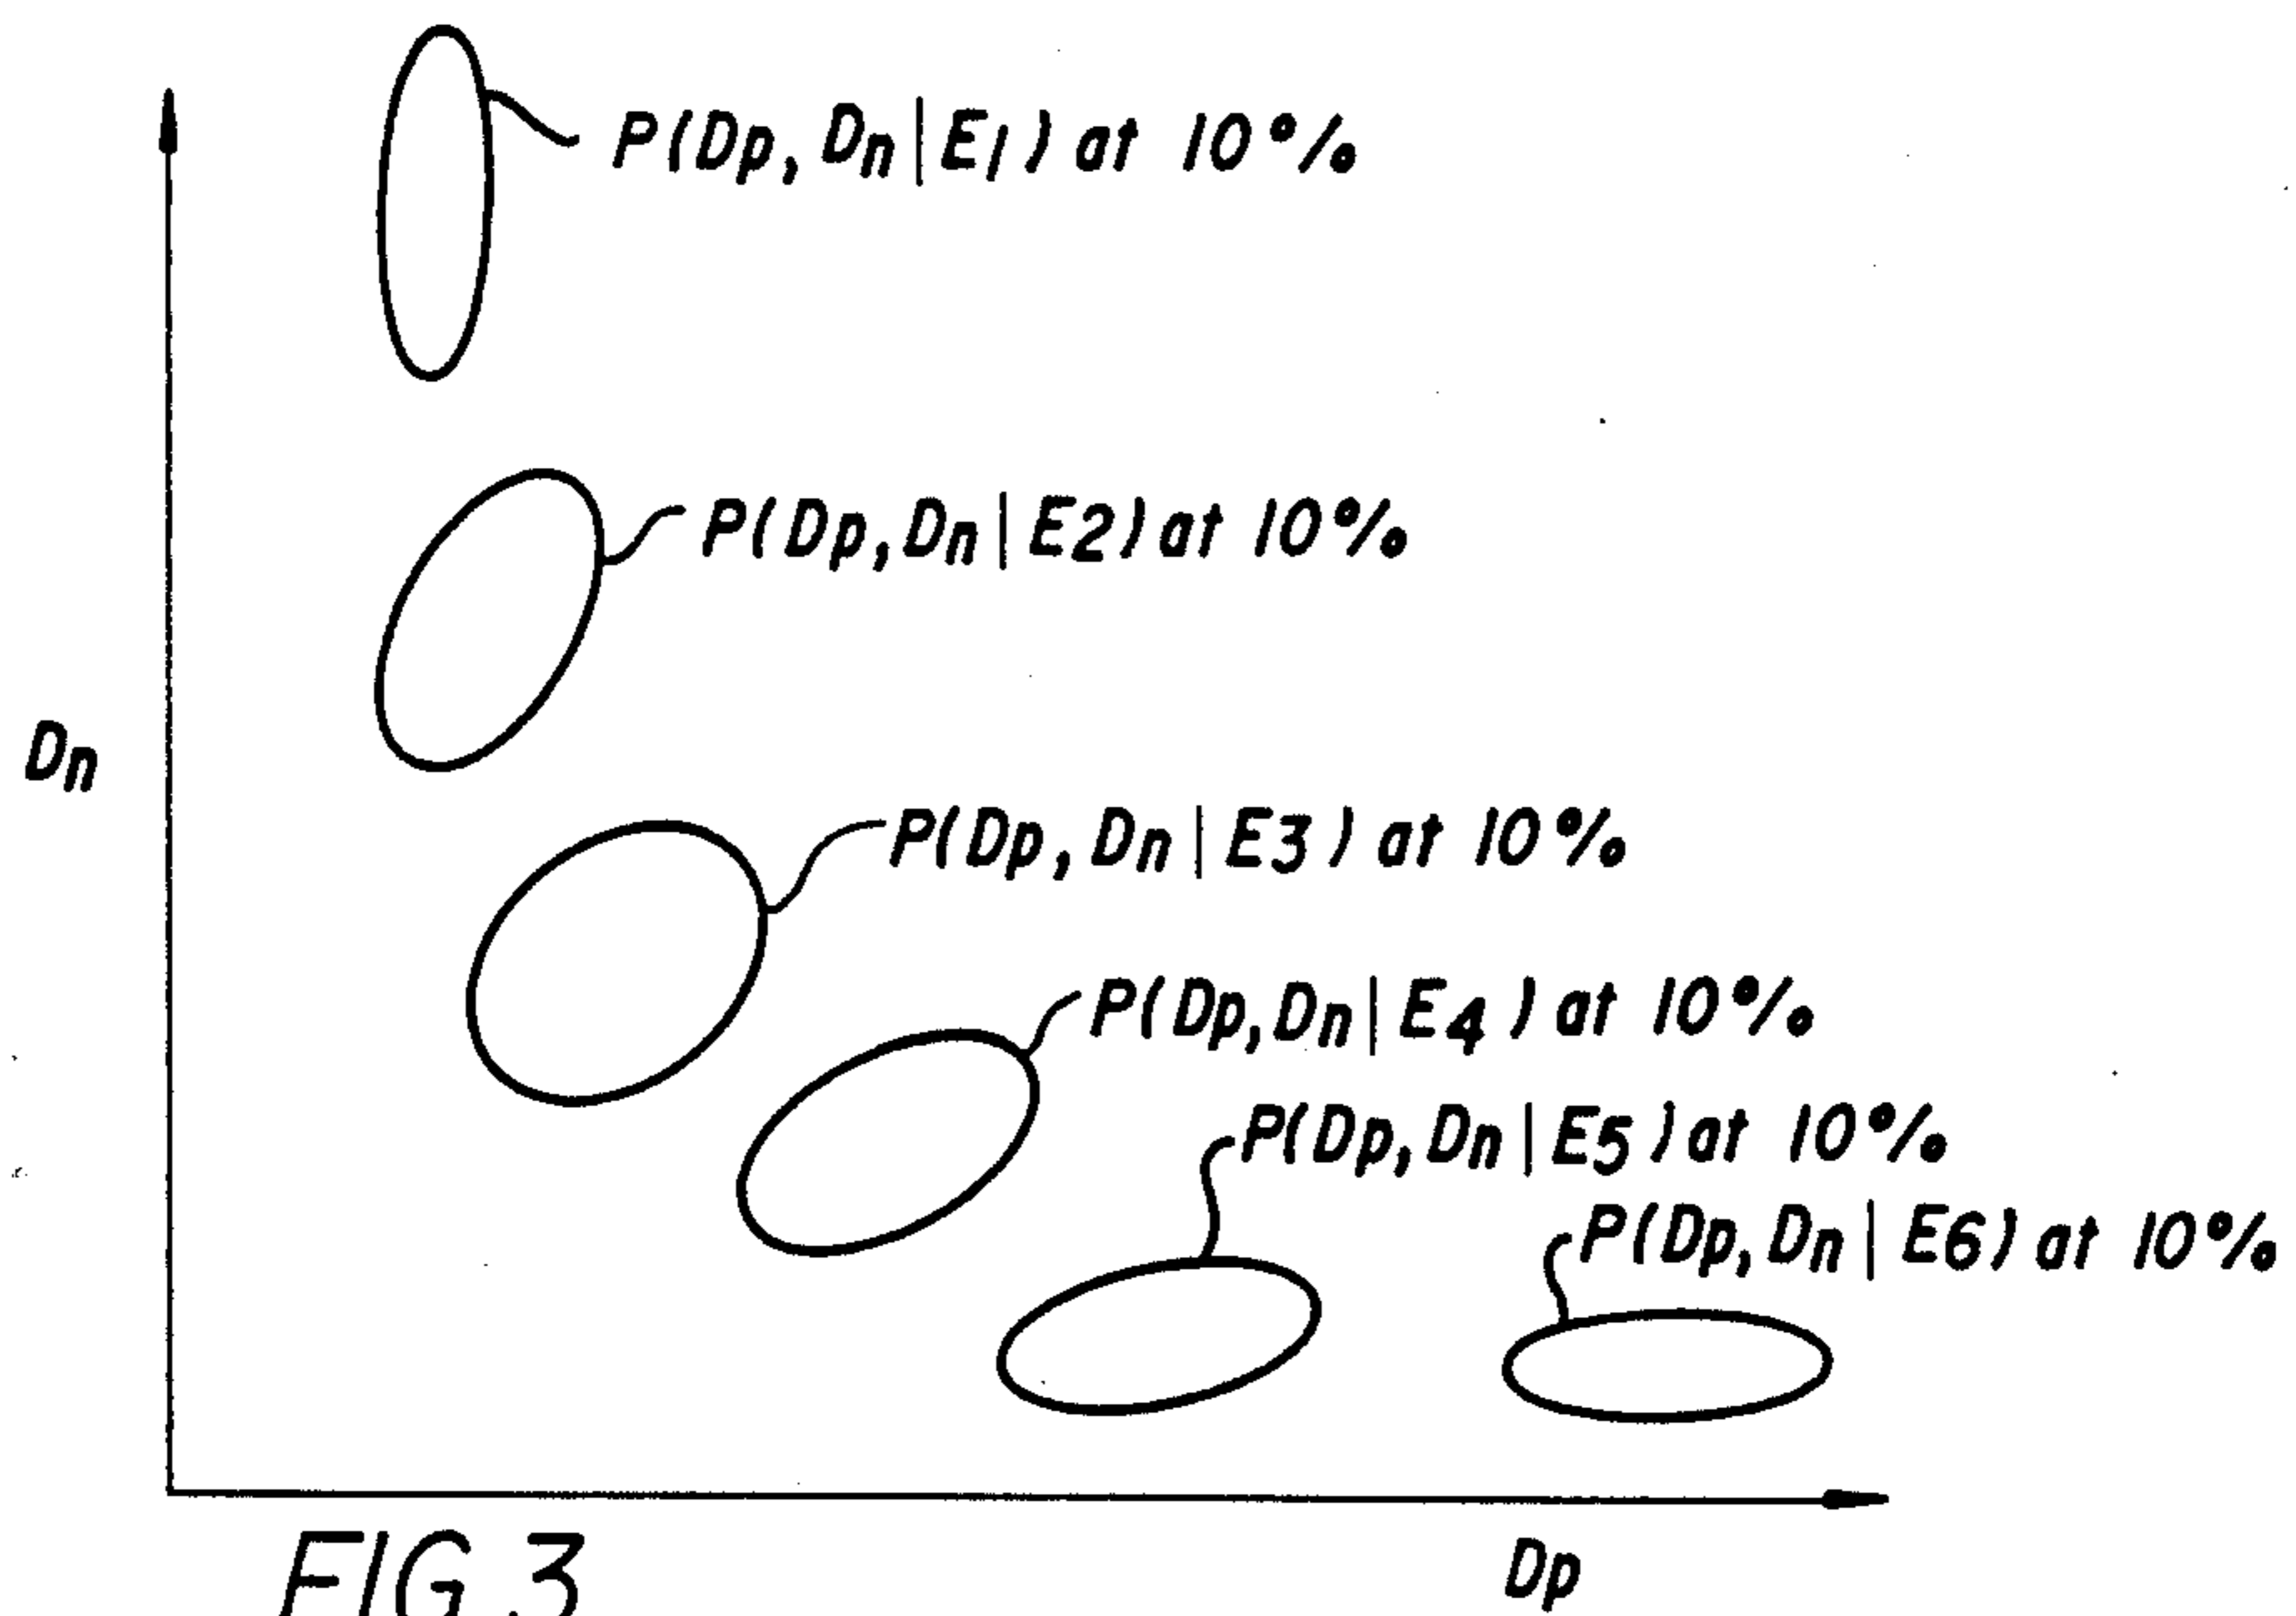 P(Dp, Dn|E1) at 10%
P(Dp, Dn|E2) at 10%
Dn
P(Dp, Dn|E3) at 10%
P(Dp, Dn|E4) at 10%
P(Dp, Dn|E5) at 10%
P(Dp, Dn|E6) at 10%
Dp
FIG. 3